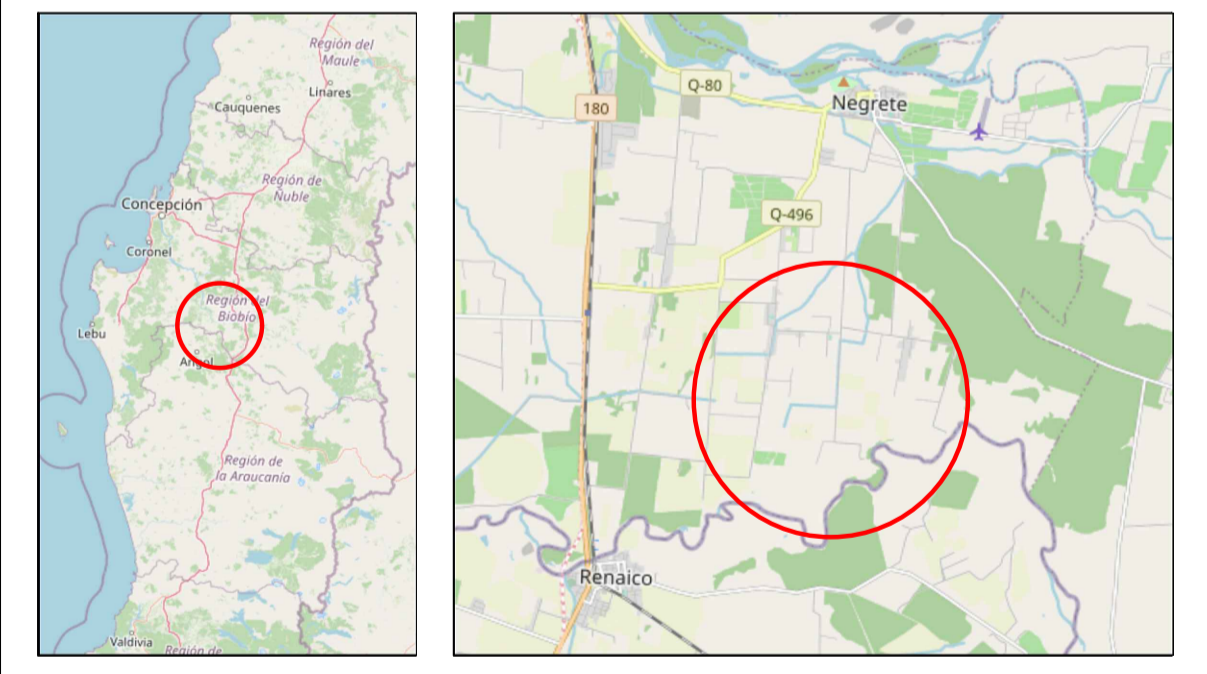 Región del
Maule
Linares
Cauquenes
Región de
Ñuble
Concepción
Coronel
Región del
Biobío
Lebu
Angol
Región de
la Araucanía
Valdivia
Región de
Q-80
180
Negrete
Q-496
Renaico